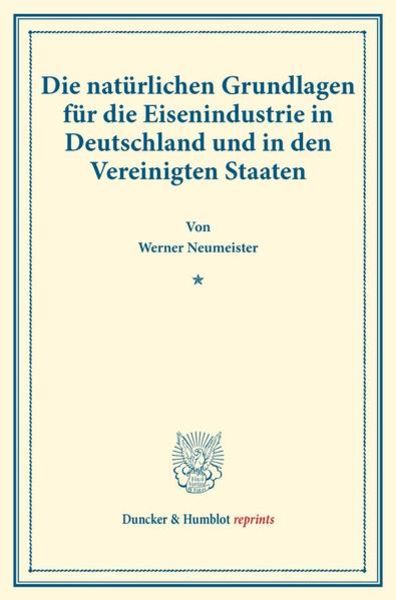 Die natürlichen Grundlagen
für die Eisenindustrie in
Deutschland und in den
Vereinigten Staaten
Von
Werner Neumeister
*
Duncker & Humblot reprints